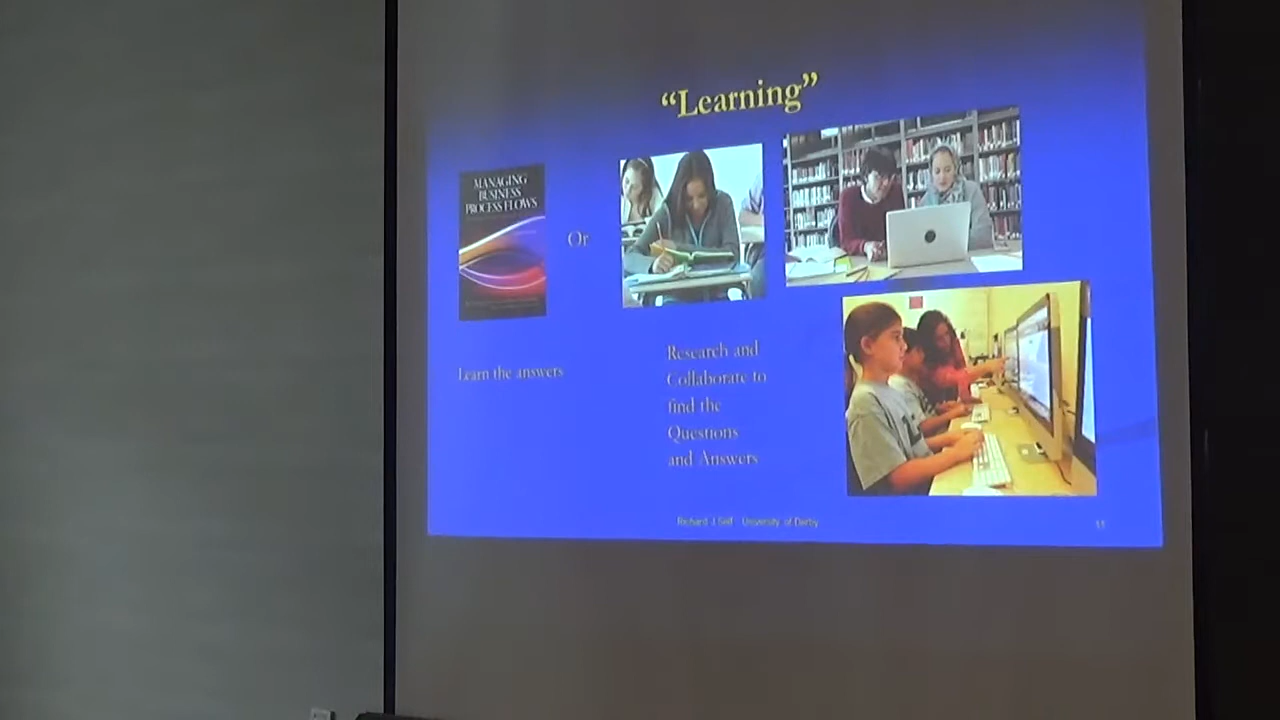 “Learning”
MANAGING
BUSINESS
PROCESS FLOWS
Or
Learn the answers
Research and
Collaborate to
find the
Questions
and Answers
Richard J Self University of Derby